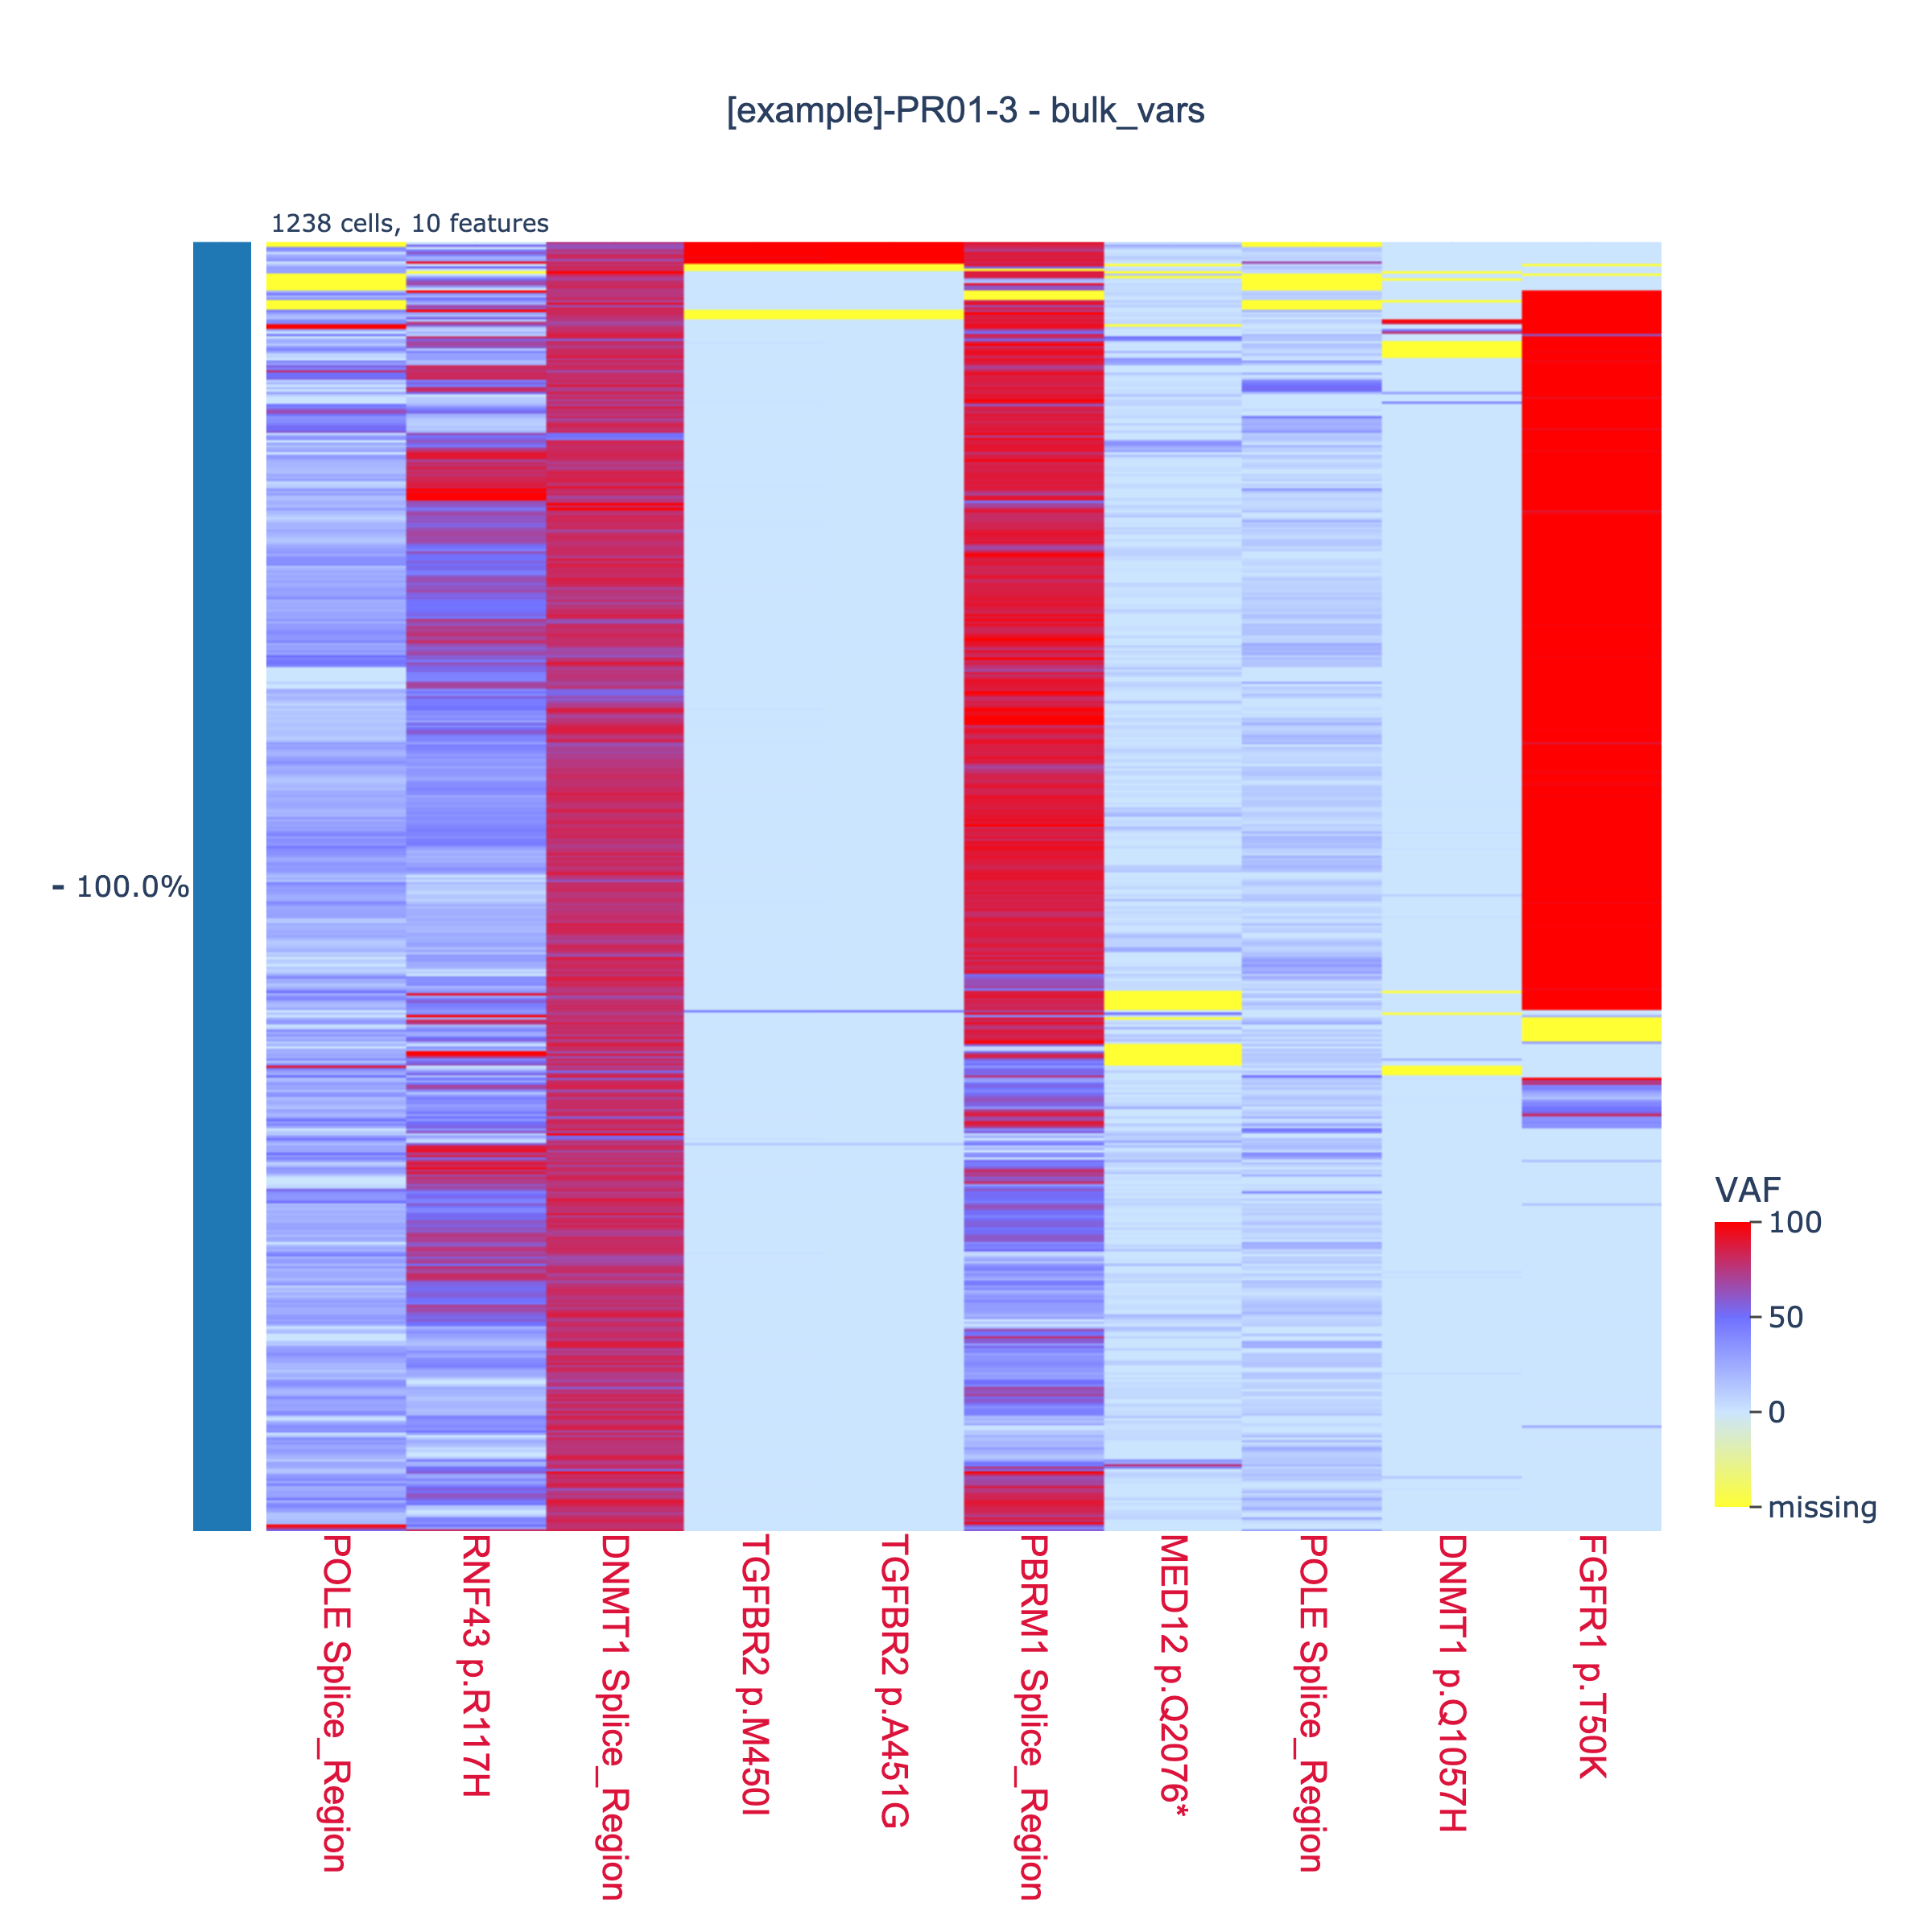 [example]-PR01-3 - bulk_vars
1238 cells, 10 features
- 100.0%
VAF
100
50
0
missing
POLE Splice_Region
RNF43 p.R117H
DNMT1 Splice_Region
TGFBR2 p.M450I
TGFBR2 p.A451G
PBRM1 Splice_Region
MED12 p.Q2076*
POLE Splice_Region
DNMT1 p.Q1057H
FGFR1 p.T50K